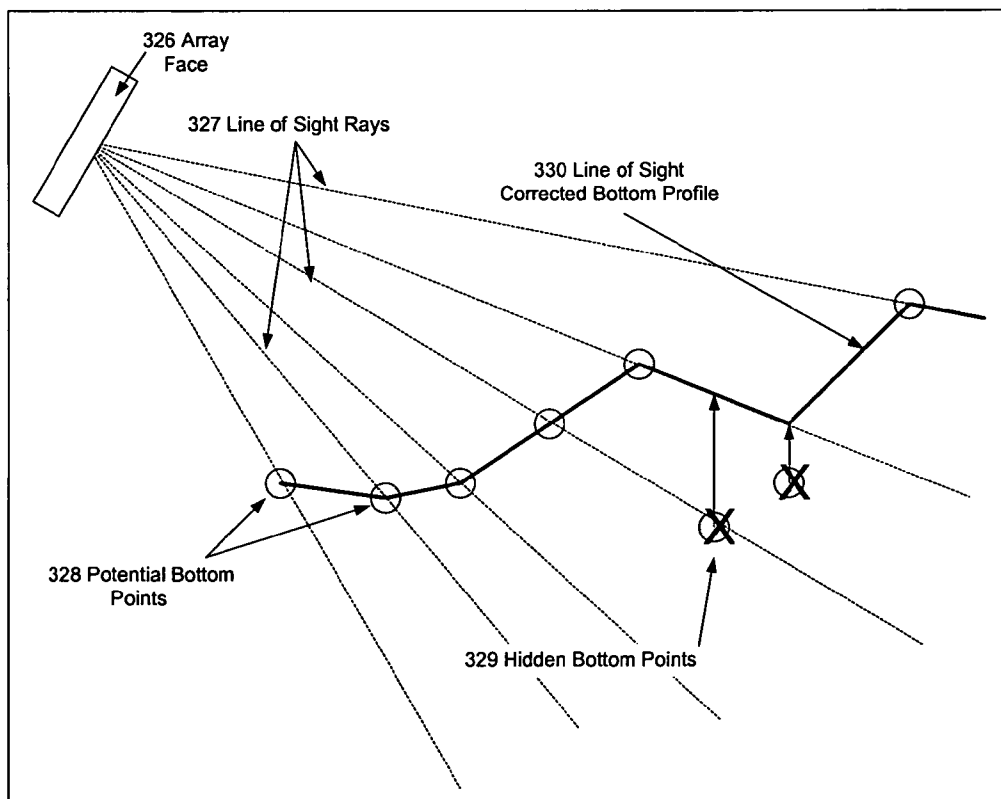 326 Array
Face
327 Line of Sight Rays
330 Line of Sight
Corrected Bottom Profile
328 Potential Bottom
Points
329 Hidden Bottom Points